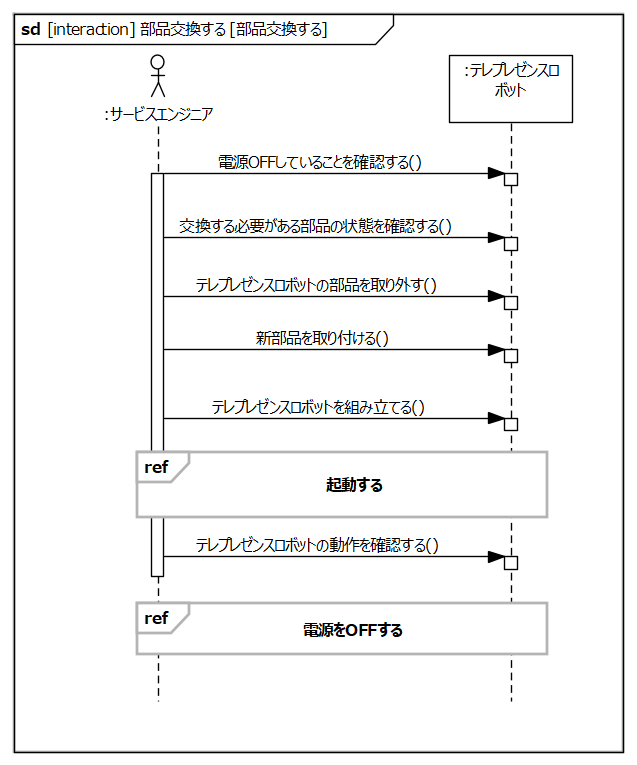 sd [interaction] 部品交換する [部品交換する]
:サービスエンジニア
:テレプレゼンスロ
ボット
電源OFFしていることを確認する()
交換する必要がある部品の状態を確認する()
テレプレゼンスロボットの部品を取り外す()
新部品を取り付ける()
テレプレゼンスロボットを組み立てる()
ref
起動する
テレプレゼンスロボットの動作を確認する()
ref
電源をOFFする